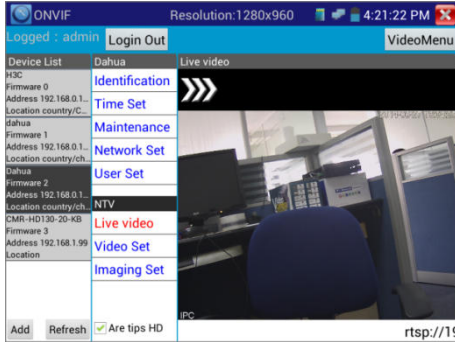 ONVIF
Resolution:1280x960
4:21:22 PM
Logged : admin
Login Out
VideoMenu
Device List
Dahua
Live video
H3C
Firmware 0
Address 192.168.0.1...
Location country/C...
dahua
Firmware 1
Address 192.168.0.1...
Location country/ch...
Dahua
Firmware 2
Address 192.168.0.1...
Location country/ch...
CMR-HD130-20-KB
Firmware 3
Address 192.168.1.99
Location
Add
Refresh
Identification
Time Set
Maintenance
Network Set
User Set
NTV
Live video
Video Set
Imaging Set
Are tips HD
IPC
rtsp://19